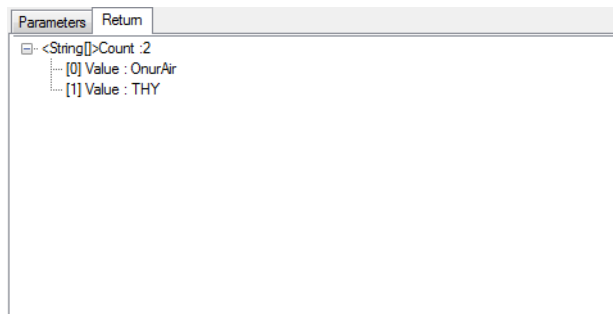 Parameters Return
<String[]>Count :2
[0] Value : OnurAir
[1] Value : THY